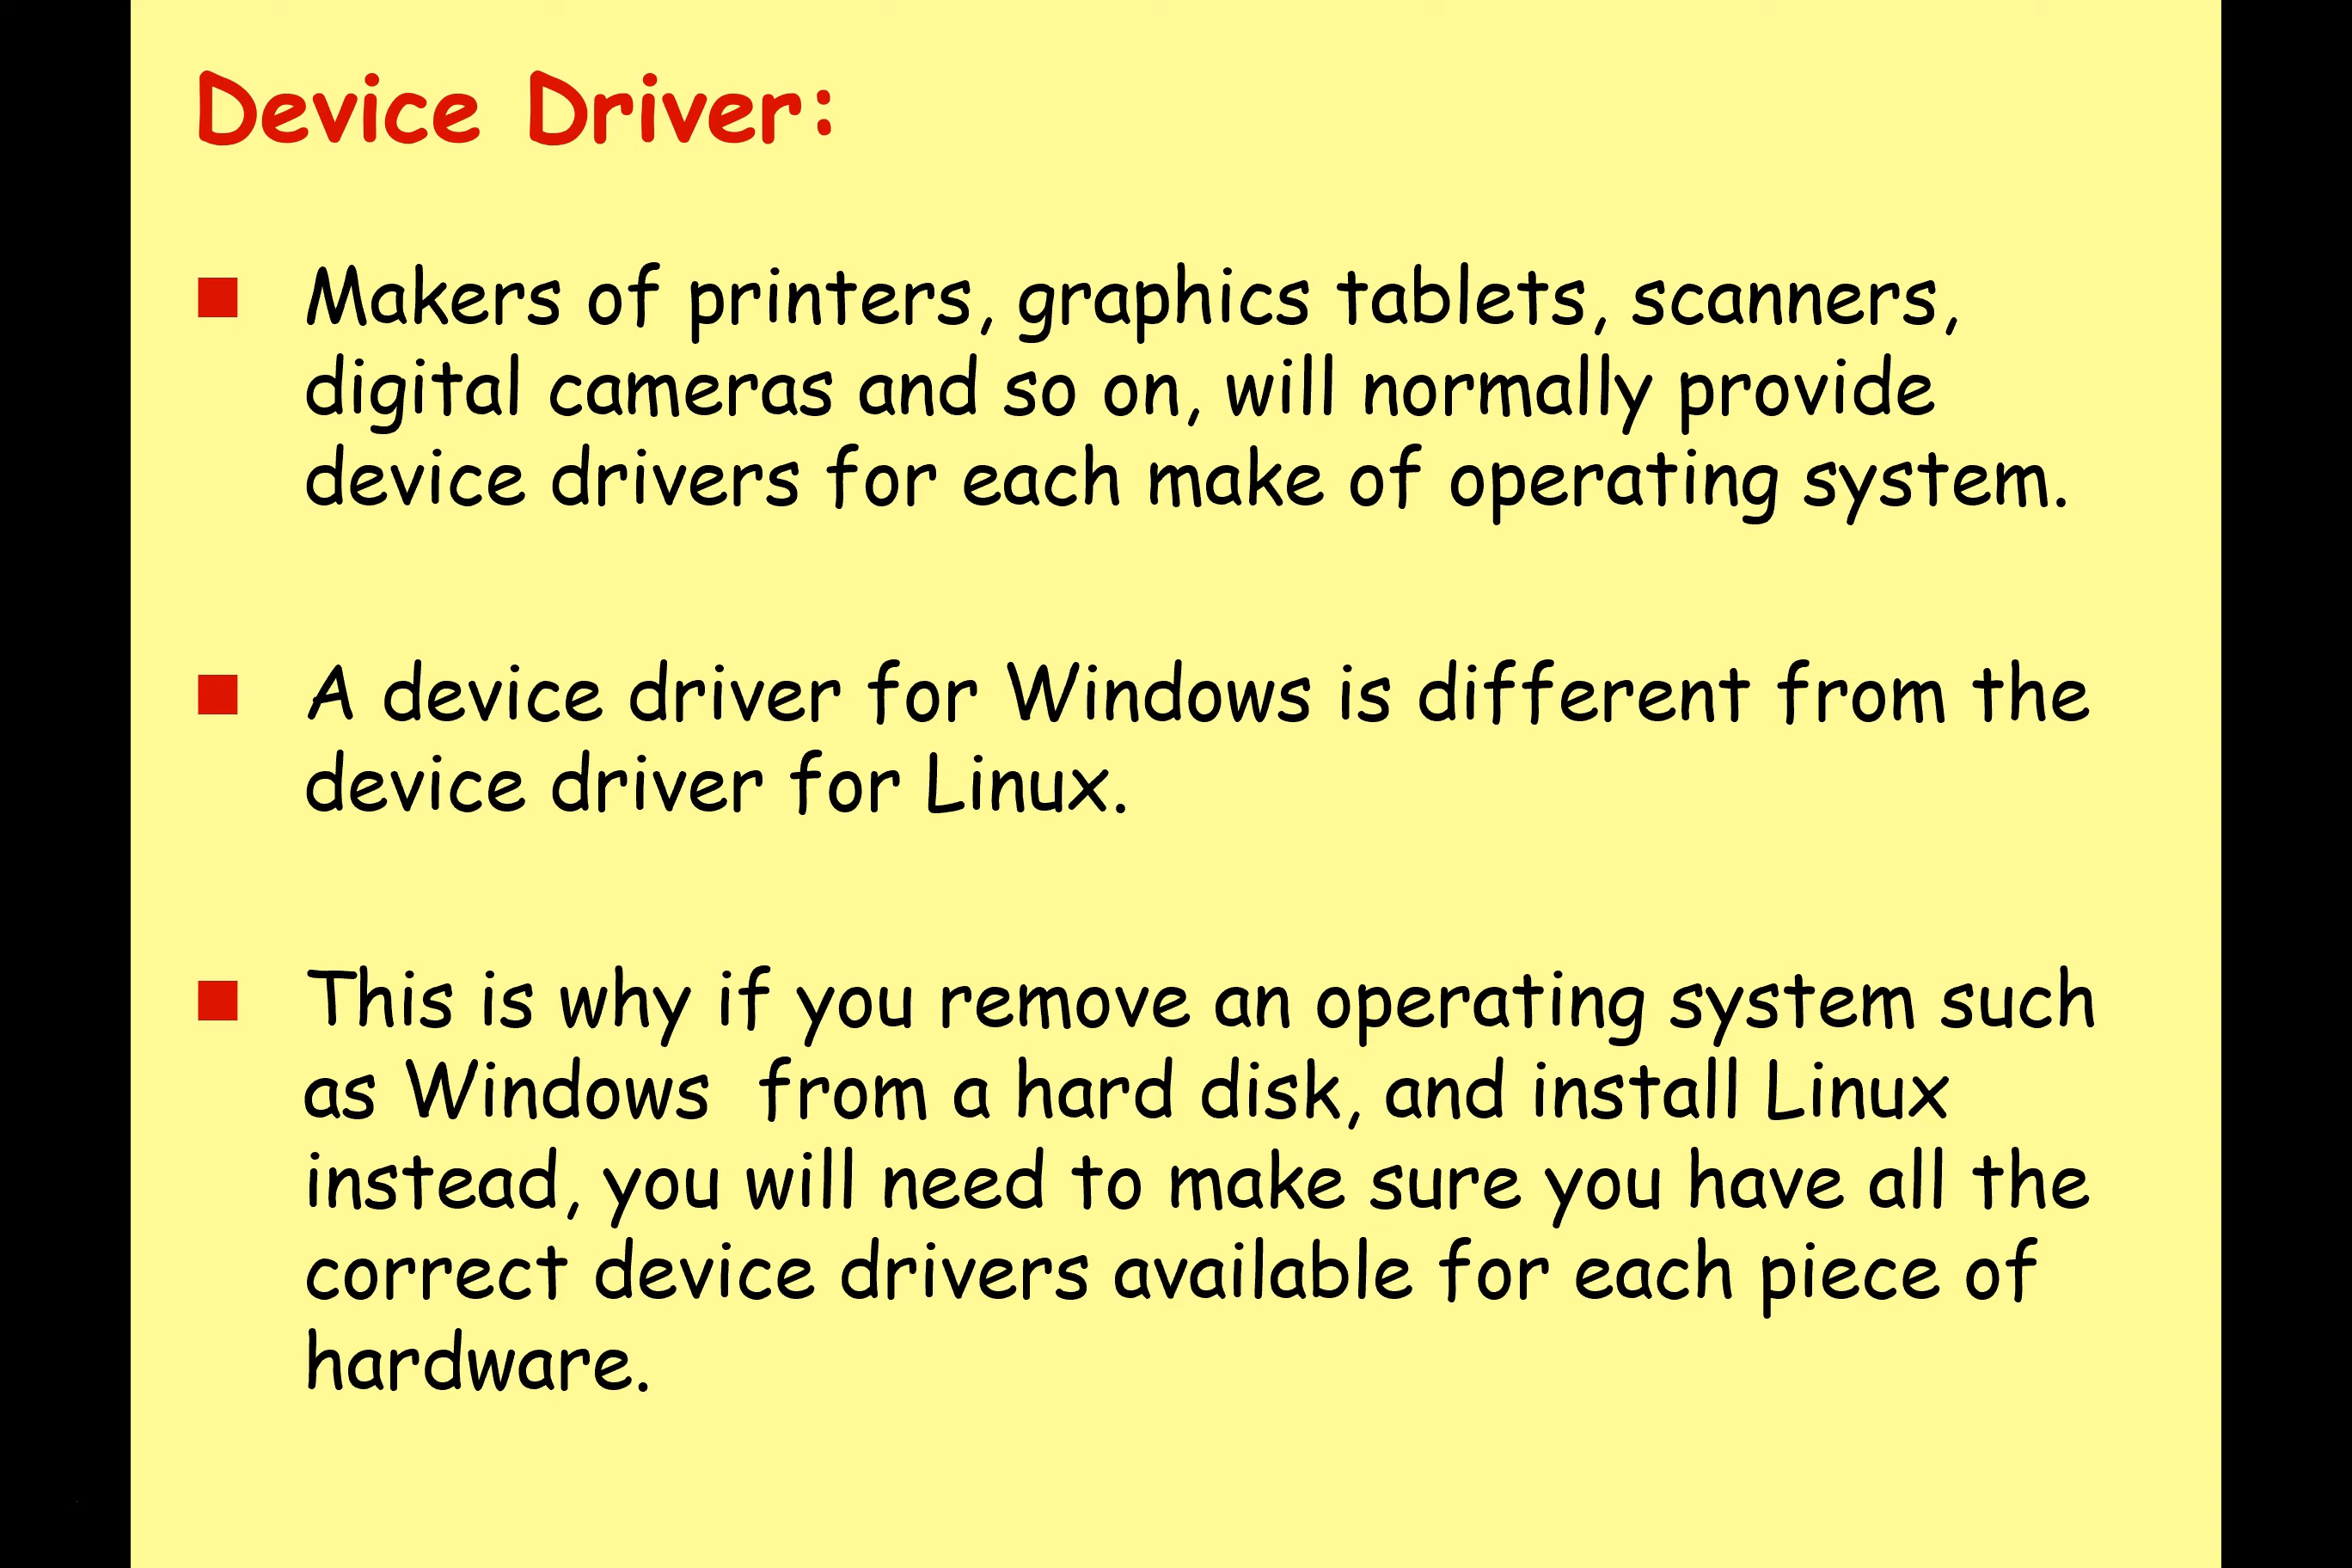 Device Driver:
Makers of printers, graphics tablets, scanners,
digital cameras and so on, will normally provide
device drivers for each make of operating system.
A device driver for Windows is different from the
device driver for Linux.
This is why if you remove an operating system such
as Windows  from a hard disk, and install Linux
instead, you will need to make sure you have all the
correct device drivers available for each piece of
hardware.